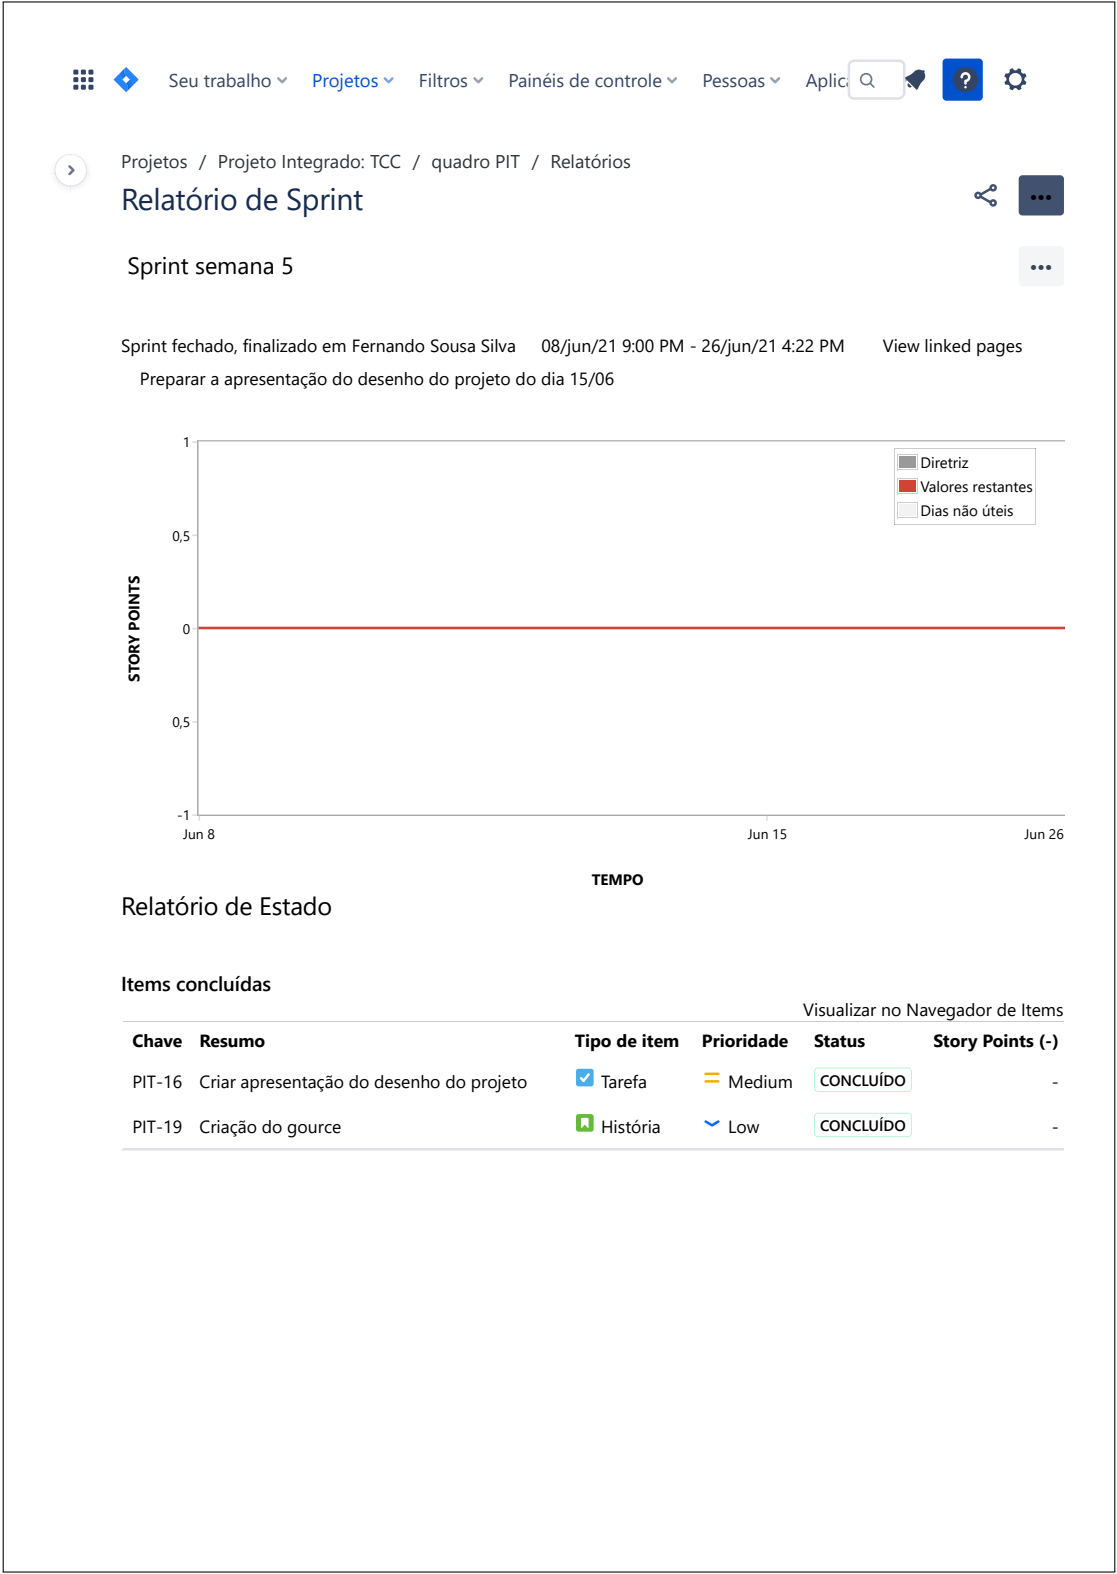 Seu trabalho Projetos Filtros Painéis de controle Pessoas Aplica
Projetos / Projeto Integrado: TCC / quadro PIT / Relatórios
Relatório de Sprint
Sprint semana 5
Sprint fechado, finalizado em Fernando Sousa Silva 08/jun/21 9:00 PM - 26/jun/21 4:22 PM View linked pages
Preparar a apresentação do desenho do projeto do dia 15/06
1
Diretriz
Valores restantes
Dias não úteis
0,5
STORY POINTS
0
0,5
-1
Jun 8 Jun 15 Jun 26
TEMPO
Relatório de Estado
Items concluídas
Visualizar no Navegador de Items
Chave Resumo Tipo de item Prioridade Status Story Points (-)
PIT-16 Criar apresentação do desenho do projeto Tarefa Medium CONCLUÍDO -
PIT-19 Criação do gource História Low CONCLUÍDO -